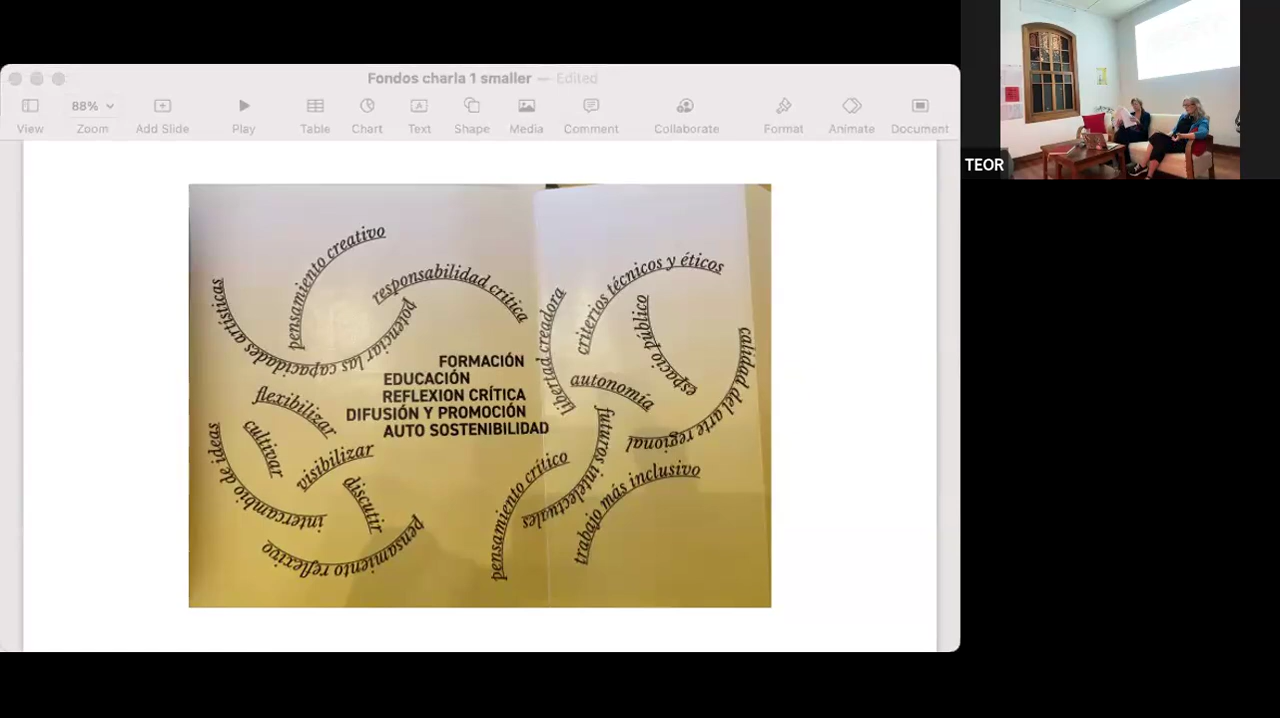 Fondos charla 1 smaller — Edited
88%
View
Zoom
Add Slide
Play
Table
Chart
Text
Shape
Media
Comment
Collaborate
Format
Animate
Document
TEOR
pensamiento creativo
responsabilidad crítica
potenciar las capacidades artísticas
criterios técnicos y éticos
libertad creadora
espacio público
autonomía
calidad del arte regional
FORMACIÓN
EDUCACIÓN
REFLEXION CRÍTICA
DIFUSIÓN Y PROMOCIÓN
AUTO SOSTENIBILIDAD
flexibilizar
cultivar
visibilizar
discutir
intercambio de ideas
pensamiento reflexivo
pensamiento crítico
futuros intelectuales
trabajo más inclusivo